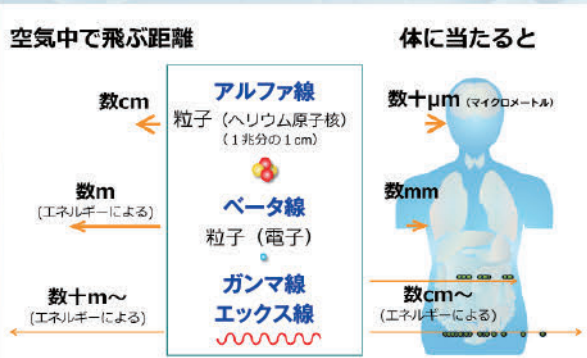 空気中で飛ぶ距離
体に当たると
数cm
アルファ線
粒子（ヘリウム原子核）
（１兆分の１cm）
数十μm（マイクロメートル）
数m
(エネルギーによる)
ベータ線
粒子（電子）
数mm
数十m～
(エネルギーによる)
ガンマ線
エックス線
数cm～
(エネルギーによる)